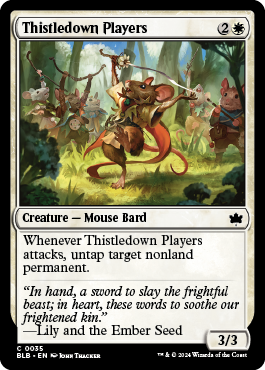 Thistledown Players 2
Creature — Mouse Bard
Whenever Thistledown Players
attacks, untap target nonland
permanent.
“In hand, a sword to slay the frightful
beast; in heart, these words to soothe our
frightened kin.”
—Lily and the Ember Seed
3/3
C 0035
BLB • EN John Thacker
™ & © 2024 Wizards of the Coast